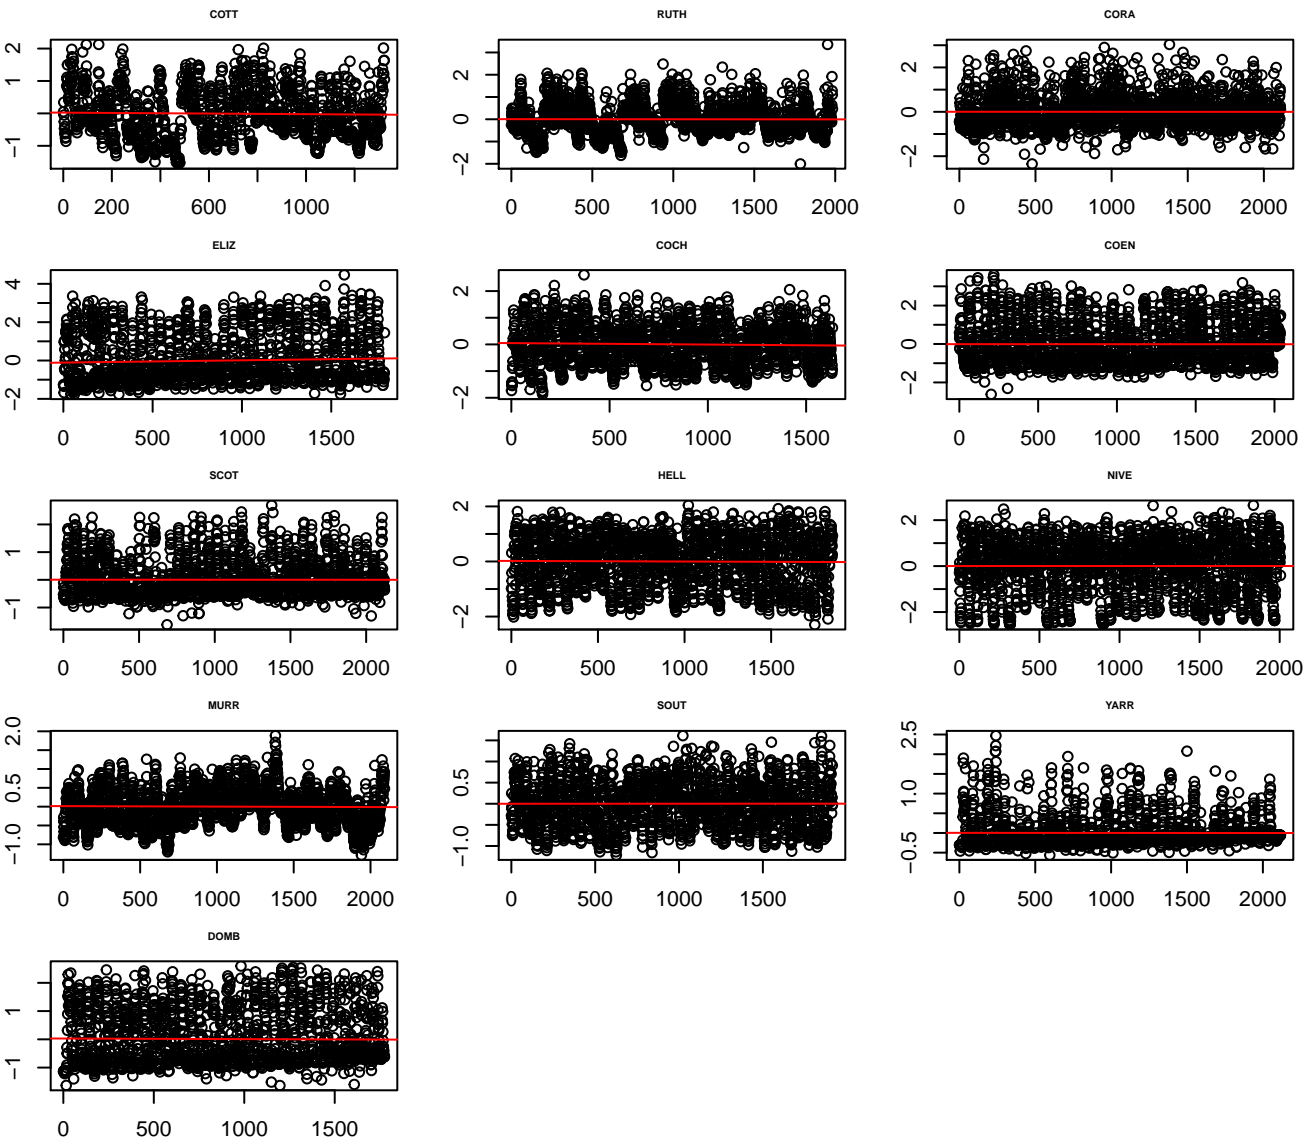 COTT RUTH CORA
2 1 −1
2 0 −2
2 0 −2
0 200 600 1000
0 500 1000 1500 2000
0 500 1000 1500 2000
ELIZ COCH COEN
4 2 0 −2
2 0 −2
2 0 −2
0 500 1000 1500
0 500 1000 1500
0 500 1000 1500 2000
SCOT HELL NIVE
1 −1
2 0 −2
2 0 −2
0 500 1000 1500 2000
0 500 1000 1500
0 500 1000 1500 2000
MURR SOUT YARR
2.0 0.5 −1.0
0.5 −1.0
2.5 1.0 −0.5
0 500 1000 1500 2000
0 500 1000 1500
0 500 1000 1500 2000
DOMB
1 −1
0 500 1000 1500